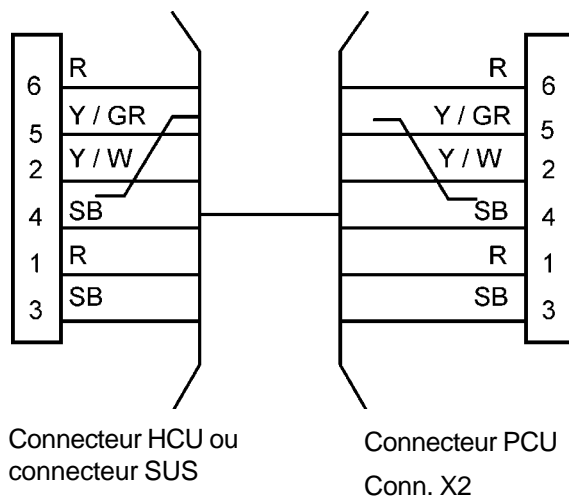 R R
6 6
Y / GR Y / GR
5 5
Y / W Y / W
2 2
SB SB
4 4
R R
1 1
SB SB
3 3
Connecteur HCU ou
connecteur SUS
Connecteur PCU
Conn. X2